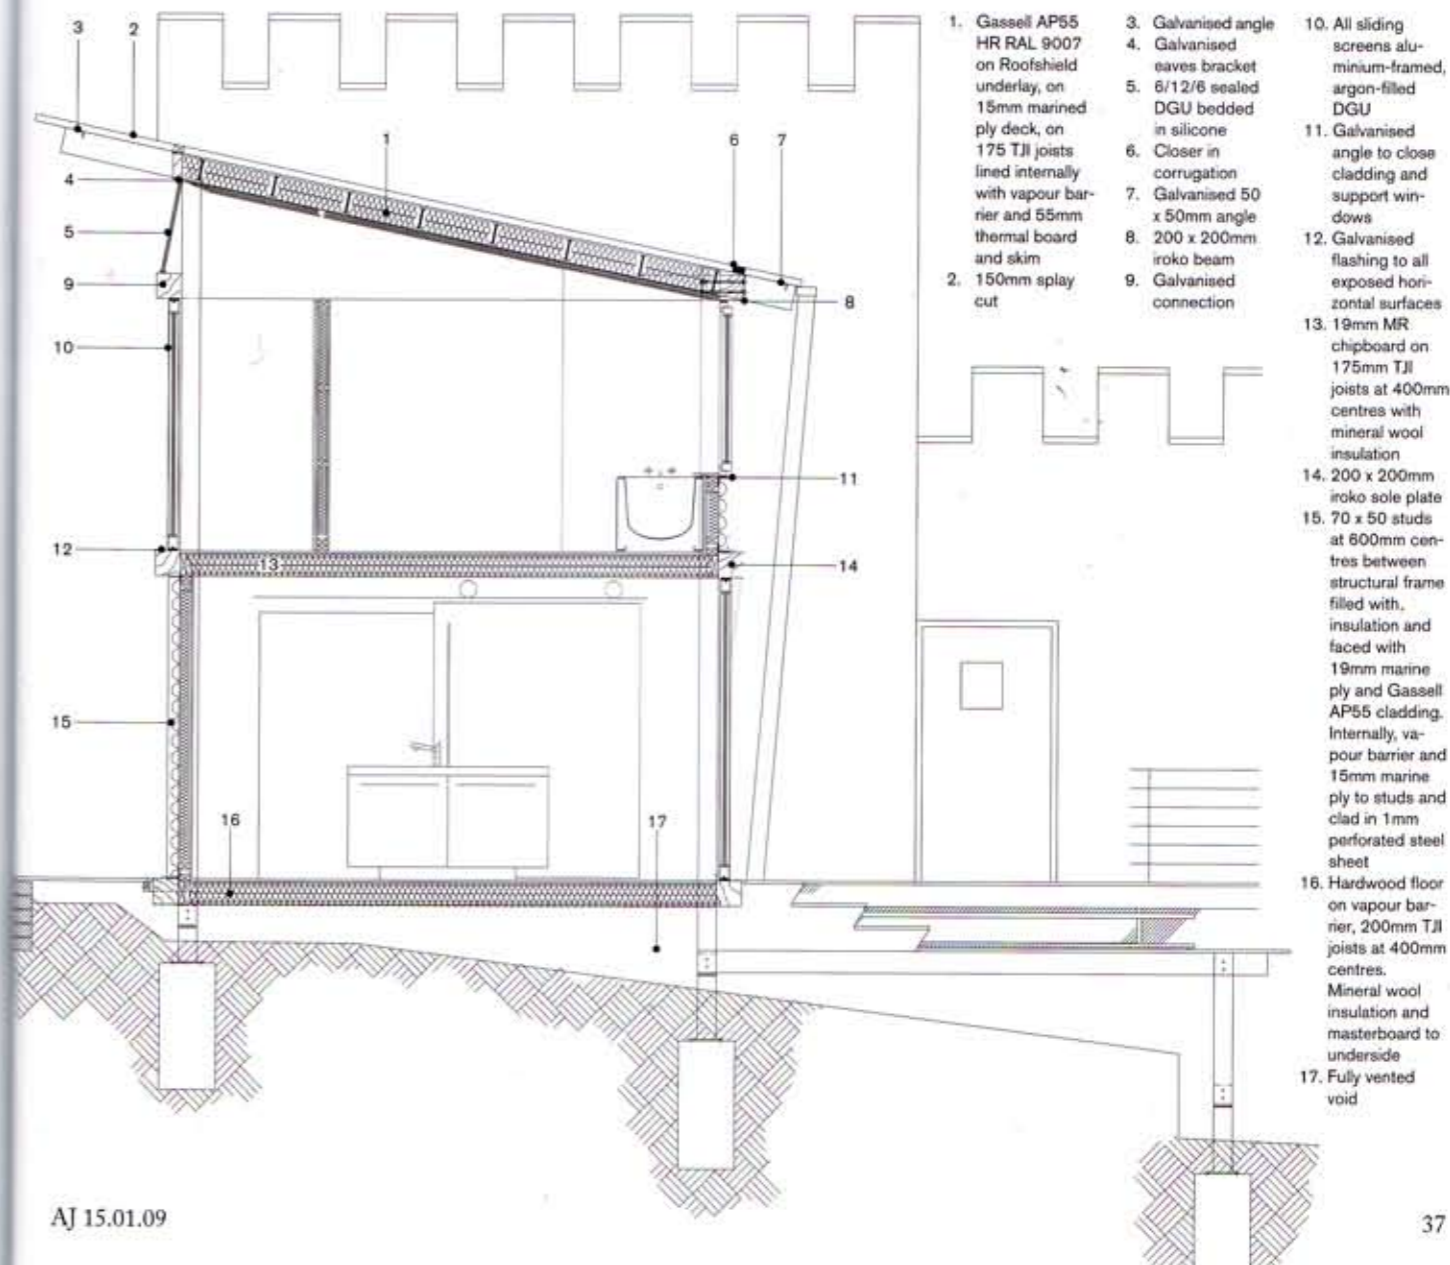 1. Gassell AP55
HR RAL 9007
on Roofshield
underlay, on
15mm marined
ply deck, on
175 TJI joists
lined internally
with vapour bar-
rier and 55mm
thermal board
and skim
2. 150mm splay
cut
3. Galvanised angle
4. Galvanised
eaves bracket
5. 6/12/6 sealed
DGU bedded
in silicone
6. Closer in
corrugation
7. Galvanised 50
x 50mm angle
8. 200 x 200mm
iroko beam
9. Galvanised
connection
10. All sliding
screens alu-
minium-framed,
argon-filled
DGU
11. Galvanised
angle to close
cladding and
support win-
dows
12. Galvanised
flashing to all
exposed hori-
zontal surfaces
13. 19mm MR
chipboard on
175mm TJI
joists at 400mm
centres with
mineral wool
insulation
14. 200 x 200mm
iroko sole plate
15. 70 x 50 studs
at 600mm cen-
tres between
structural frame
filled with,
insulation and
faced with
19mm marine
ply and Gassell
AP55 cladding.
Internally, va-
pour barrier and
15mm marine
ply to studs and
clad in 1mm
perforated steel
sheet
16. Hardwood floor
on vapour bar-
rier, 200mm TJI
joists at 400mm
centres.
Mineral wool
insulation and
masterboard to
underside
17. Fully vented
void
3
2
1
6
7
4
5
9
8
10
11
12
13
14
15
16
17
AJ 15.01.09
37